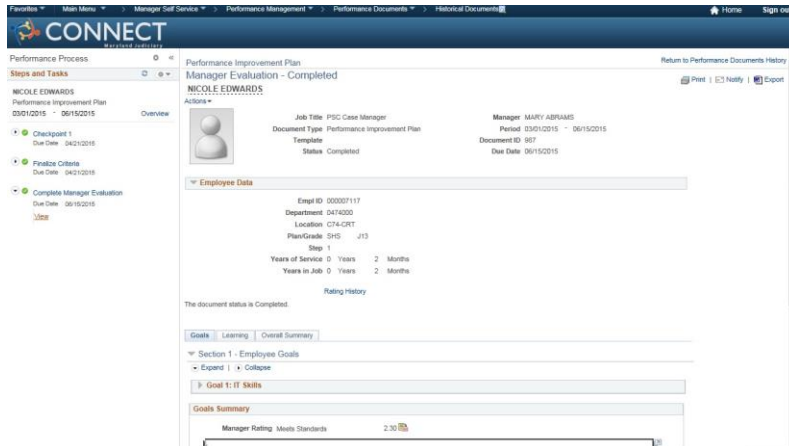 Favorites Main Menu > Manager Self Service > Performance Management > Performance Documents > Historical Documents
Home Sign ou
CONNECT
Maryland Judiciary
Performance Process
Steps and Tasks
NICOLE EDWARDS
Performance Improvement Plan
03/01/2015 - 06/15/2015 Overview
Checkpoint 1
Due Date 04/21/2015
Finalize Criteria
Due Date 04/21/2015
Complete Manager Evaluation
Due Date 06/15/2015
View
Performance Improvement Plan
Return to Performance Documents History
Manager Evaluation - Completed
Print | Notify | Export
NICOLE EDWARDS
Actions
Job Title PSC Case Manager
Manager MARY ABRAMS
Document Type Performance Improvement Plan
Period 03/01/2015 - 06/15/2015
Template
Document ID 987
Status Completed
Due Date 06/15/2015
Employee Data
Empl ID 000007117
Department 0474000
Location C74-CRT
Plan/Grade SHS J13
Step 1
Years of Service 0 Years 2 Months
Years in Job 0 Years 2 Months
Rating History
The document status is Completed.
Goals Learning Overall Summary
Section 1 - Employee Goals
Expand | Collapse
Goal 1: IT Skills
Goals Summary
Manager Rating Meets Standards 2.30